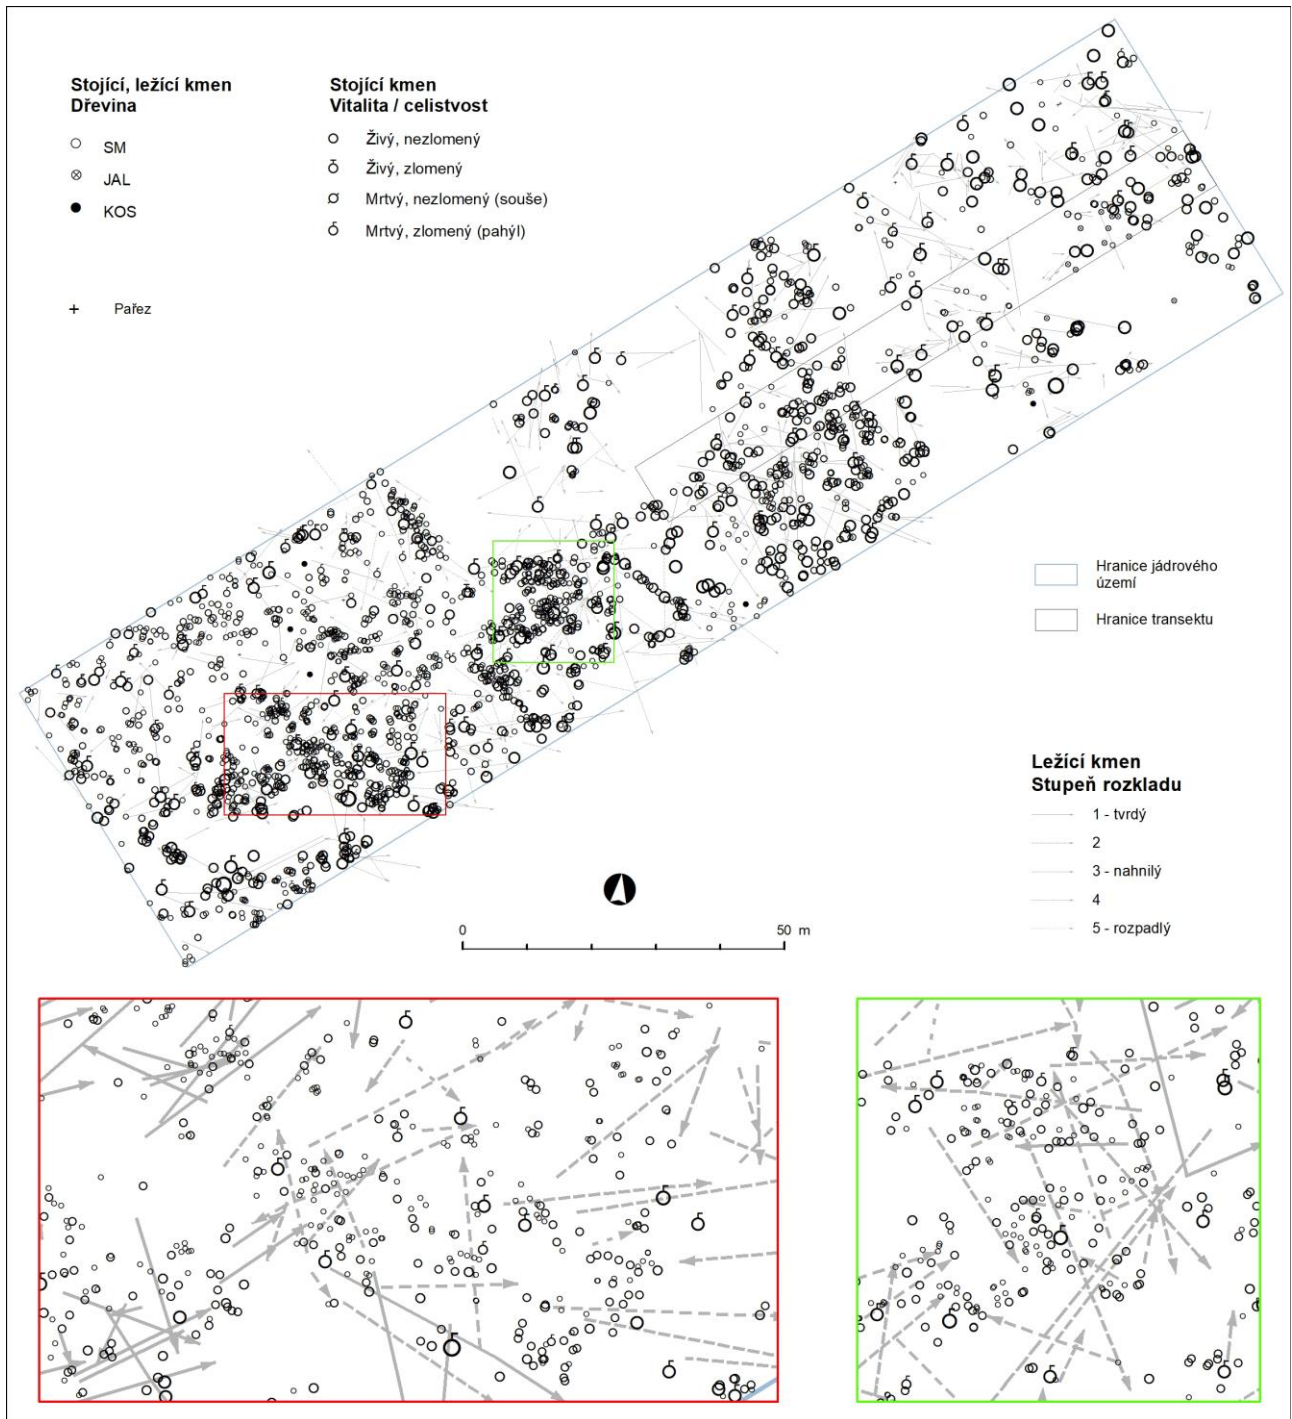 Stojící, ležící kmen
Dřevina
SM
JAL
KOS
Pařez
Stojící kmen
Vitalita / celistvost
Živý, nezlomený
Živý, zlomený
Mrtvý, nezlomený (souše)
Mrtvý, zlomený (pahýl)
Hranice jádrového
území
Hranice transektu
Ležící kmen
Stupeň rozkladu
1 - tvrdý
2
3 - nahnilý
4
5 - rozpadlý
0 50 m